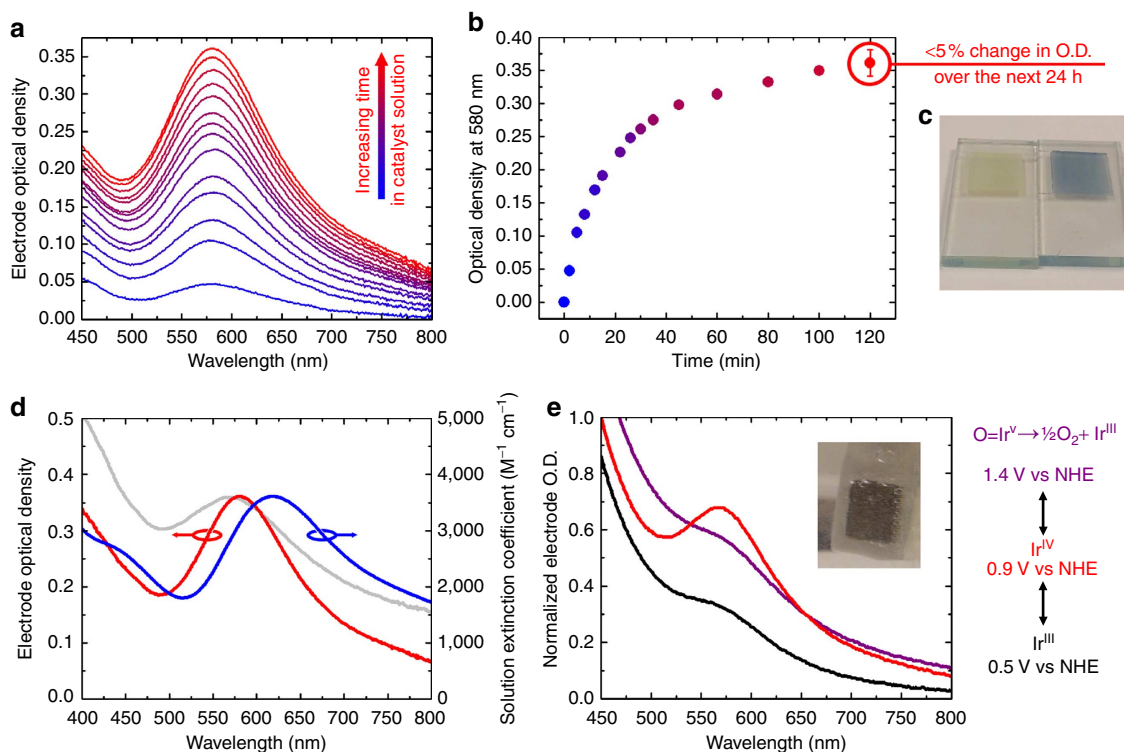 a
Electrode optical density
0.35
0.30
0.25
0.20
0.15
0.10
0.05
0.00
450 500 550 600 650 700 750 800
Wavelength (nm)
Increasing time
in catalyst solution
b
Optical density at 580 nm
0.40
0.35
0.30
0.25
0.20
0.15
0.10
0.05
0.00
0 20 40 60 80 100 120
Time (min)
<5% change in O.D.
over the next 24 h
c
d
Electrode optical density
0.5
0.4
0.3
0.2
0.1
0.0
400 450 500 550 600 650 700 750 800
Wavelength (nm)
5,000
4,000
3,000
2,000
1,000
0
Solution extinction coefficient (M⁻¹ cm⁻¹)
e
Normalized electrode O.D.
1.0
0.8
0.6
0.4
0.2
0.0
450 500 550 600 650 700 750 800
Wavelength (nm)
O=Irᵛ→½O₂+ Irᴵᴵᴵ
1.4 V vs NHE
Irᴵⱽ
0.9 V vs NHE
Irᴵᴵᴵ
0.5 V vs NHE